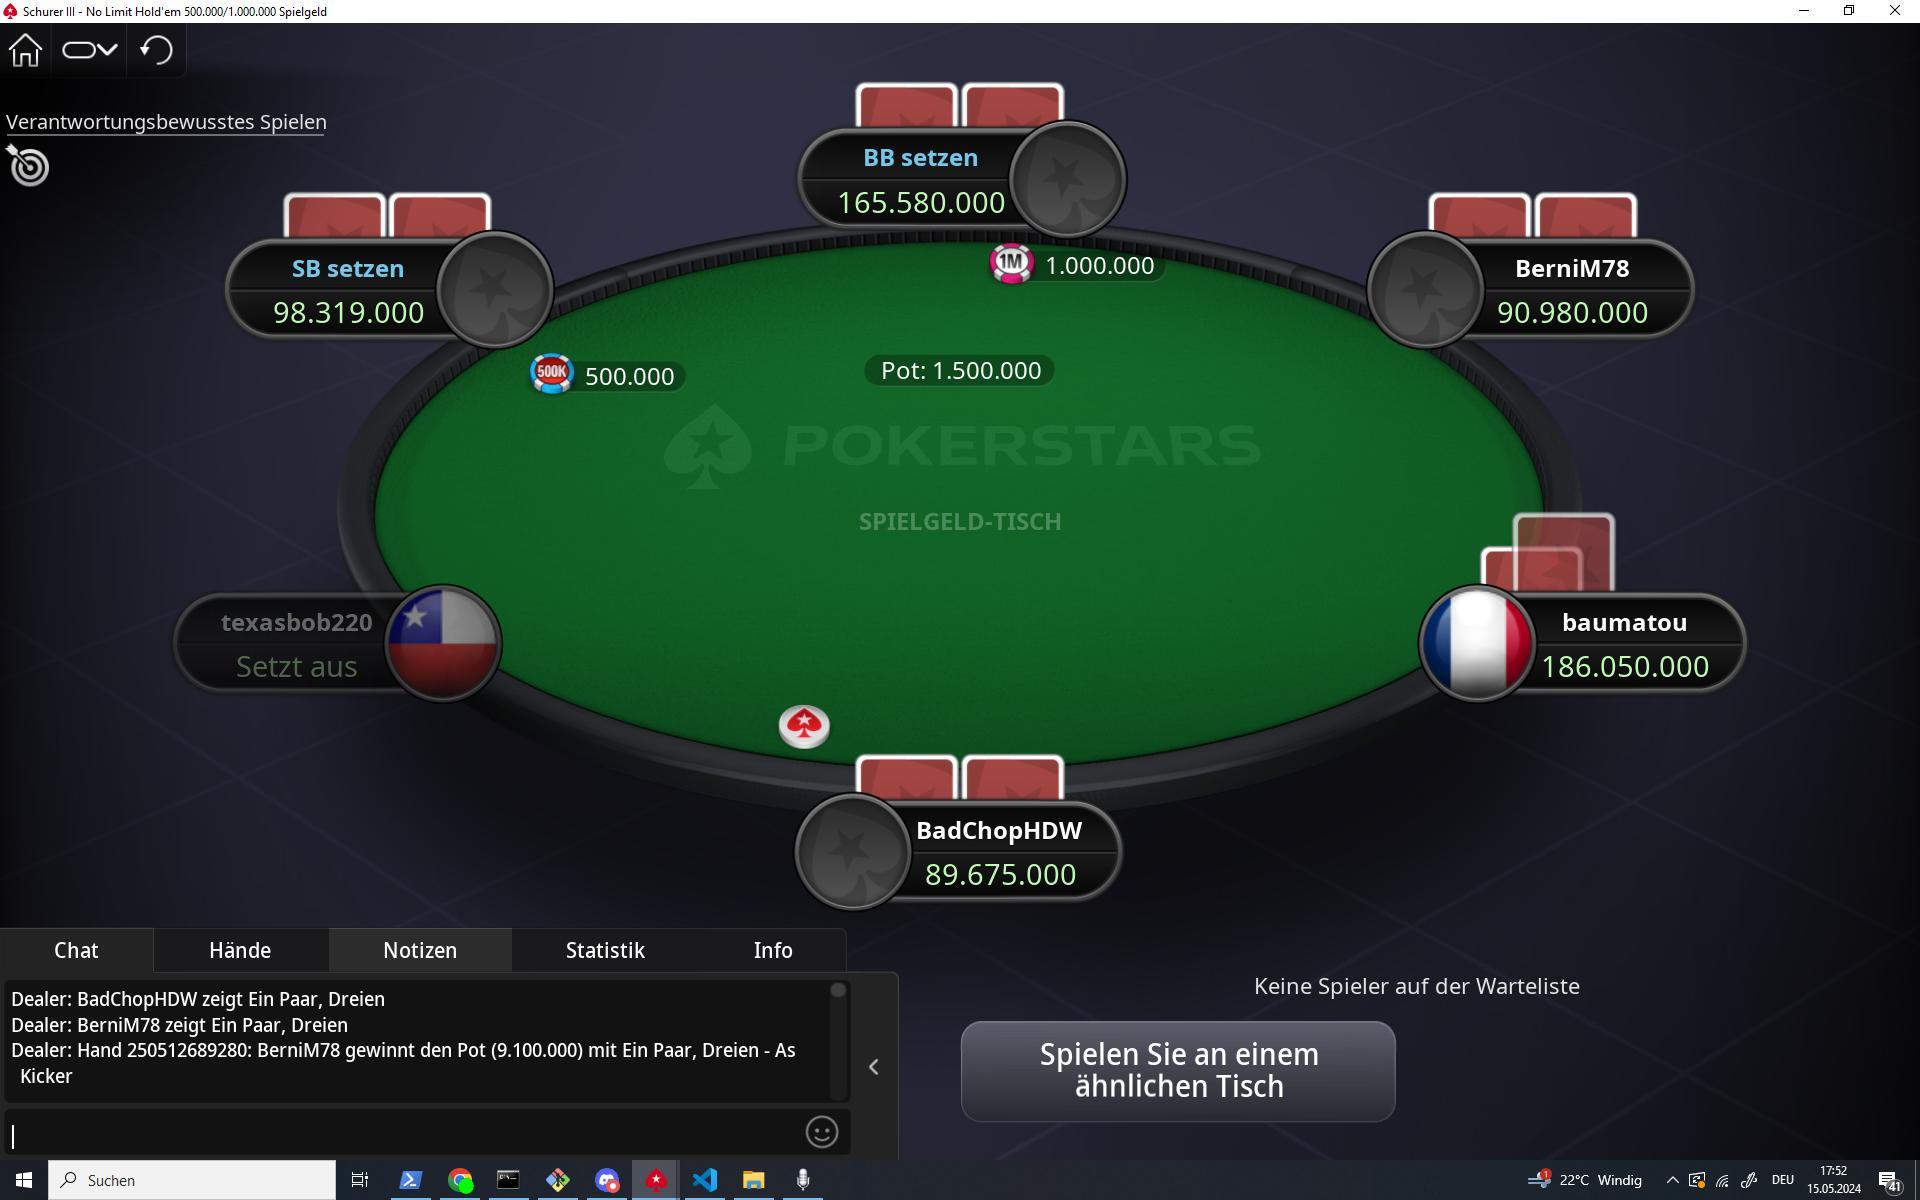 Schurer III - No Limit Hold'em 500.000/1.000.000 Spielgeld
Verantwortungsbewusstes Spielen
BB setzen
165.580.000
SB setzen
98.319.000
BerniM78
90.980.000
1M
1.000.000
500K
500.000
Pot: 1.500.000
POKERSTARS
SPIELGELD-TISCH
texasbob220
Setzt aus
baumatou
186.050.000
BadChopHDW
89.675.000
Chat
Hände
Notizen
Statistik
Info
Dealer: BadChopHDW zeigt Ein Paar, Dreien
Dealer: BerniM78 zeigt Ein Paar, Dreien
Dealer: Hand 250512689280: BerniM78 gewinnt den Pot (9.100.000) mit Ein Paar, Dreien - As
Kicker
Keine Spieler auf der Warteliste
Spielen Sie an einem
ähnlichen Tisch
Suchen
1
22°C Windig
DEU
17:52
15.05.2024
41